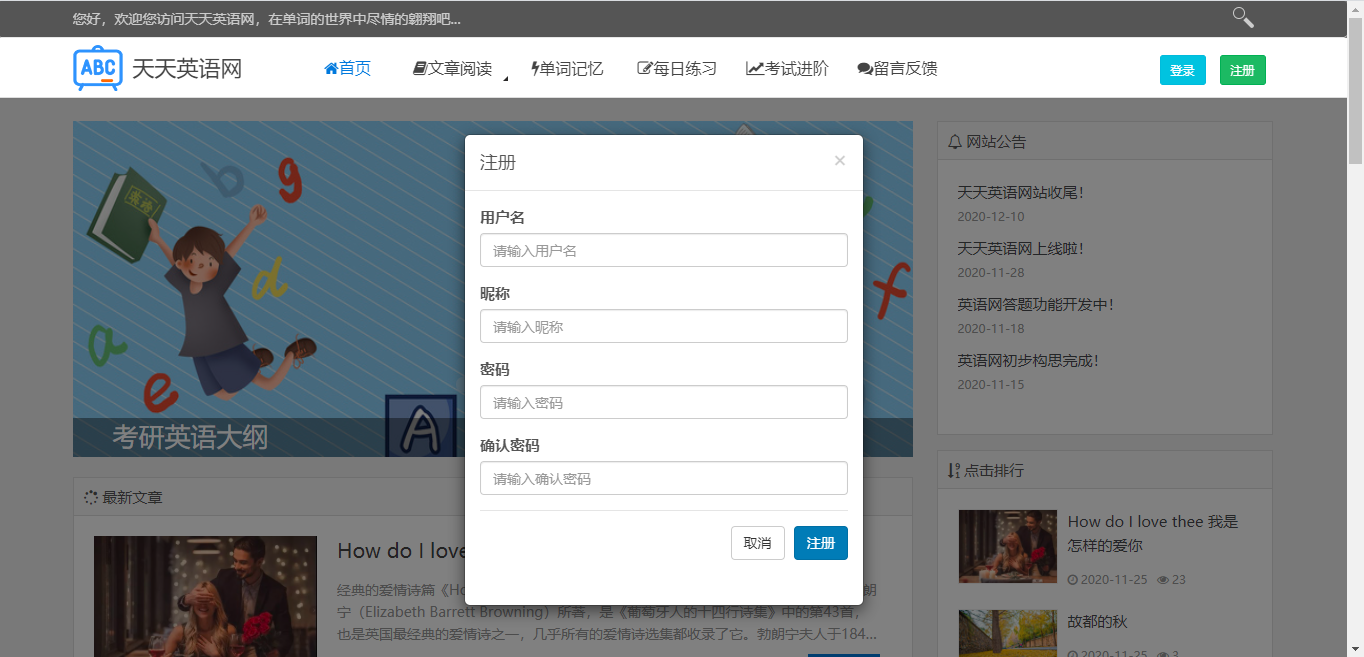 您好，欢迎您访问天天英语网，在单词的世界中尽情的翱翔吧...
ABC 天天英语网 首页 文章阅读 单词记忆 每日练习 考试进阶 留言反馈 登录 注册
英语
b
g
d
a
e
f
A
考研英语大纲
注册 ×
用户名
请输入用户名
昵称
请输入昵称
密码
请输入密码
确认密码
请输入确认密码
取消 注册
网站公告
天天英语网站收尾！
2020-12-10
天天英语网上线啦！
2020-11-28
英语网答题功能开发中！
2020-11-18
英语网初步构思完成！
2020-11-15
最新文章
How do I love
经典的爱情诗篇《Ho
朗
宁（Elizabeth Barrett Browning）所著，是《葡萄牙人的十四行诗集》中的第43首，
也是英国最经典的爱情诗之一，几乎所有的爱情诗选集都收录了它。勃朗宁夫人于184...
点击排行
How do I love thee 我是
怎样的爱你
2020-11-25 23
故都的秋
2020-11-25 3